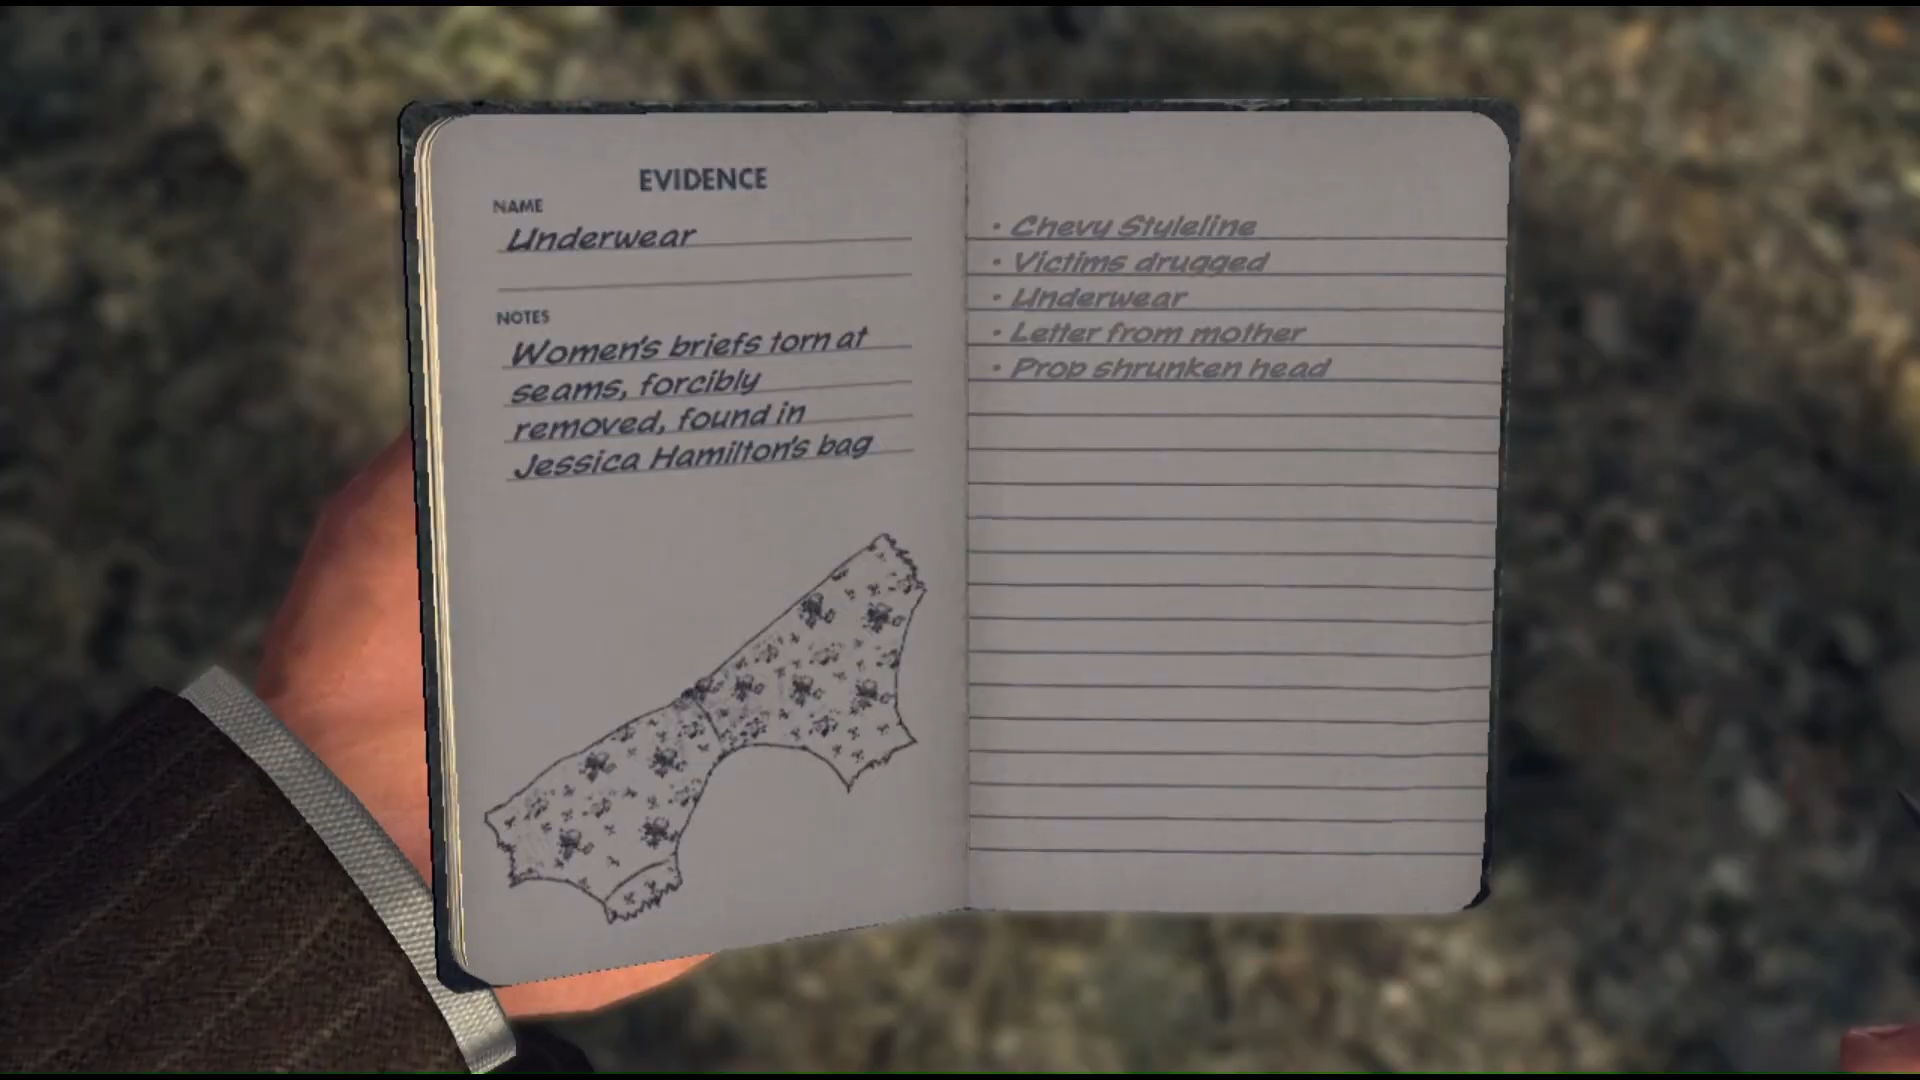 EVIDENCE
NAME
Underwear
NOTES
Women's briefs torn at
seams, forcibly
removed, found in
Jessica Hamilton's bag
• Chevy Styleline
• Victims drugged
• Underwear
• Letter from mother
• Prop shrunken head